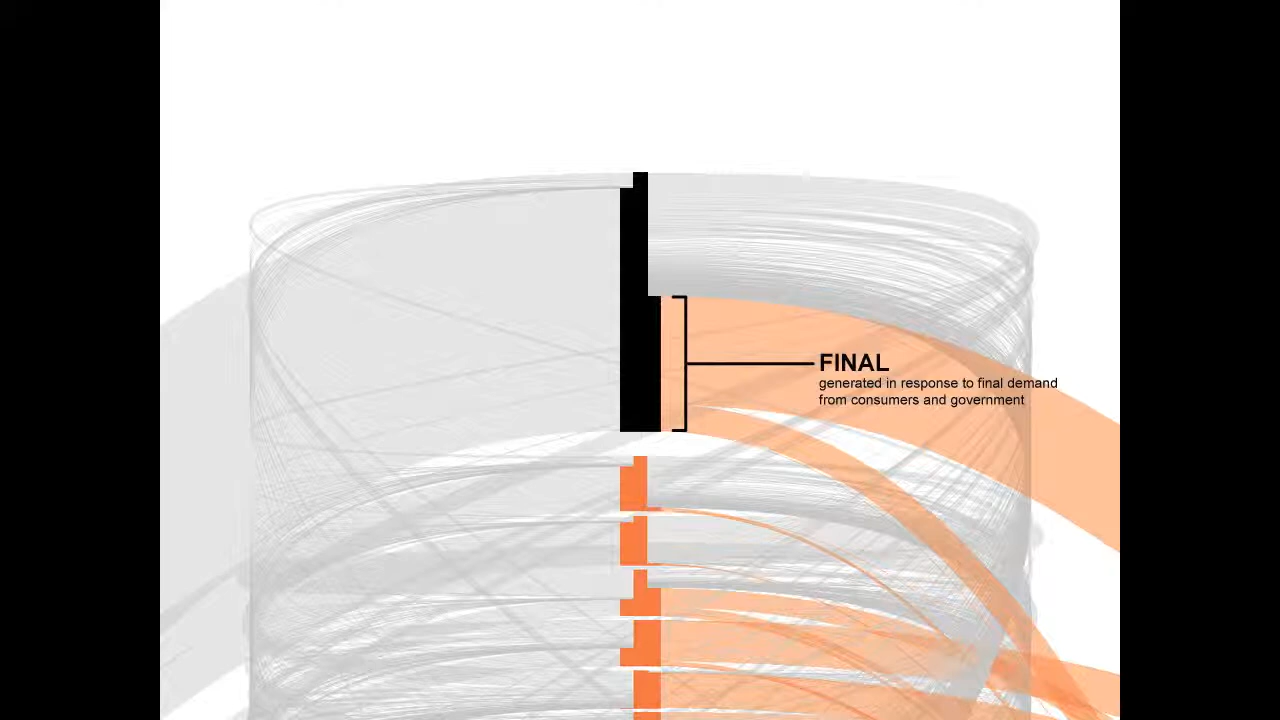 FINAL
generated in response to final demand
from consumers and government